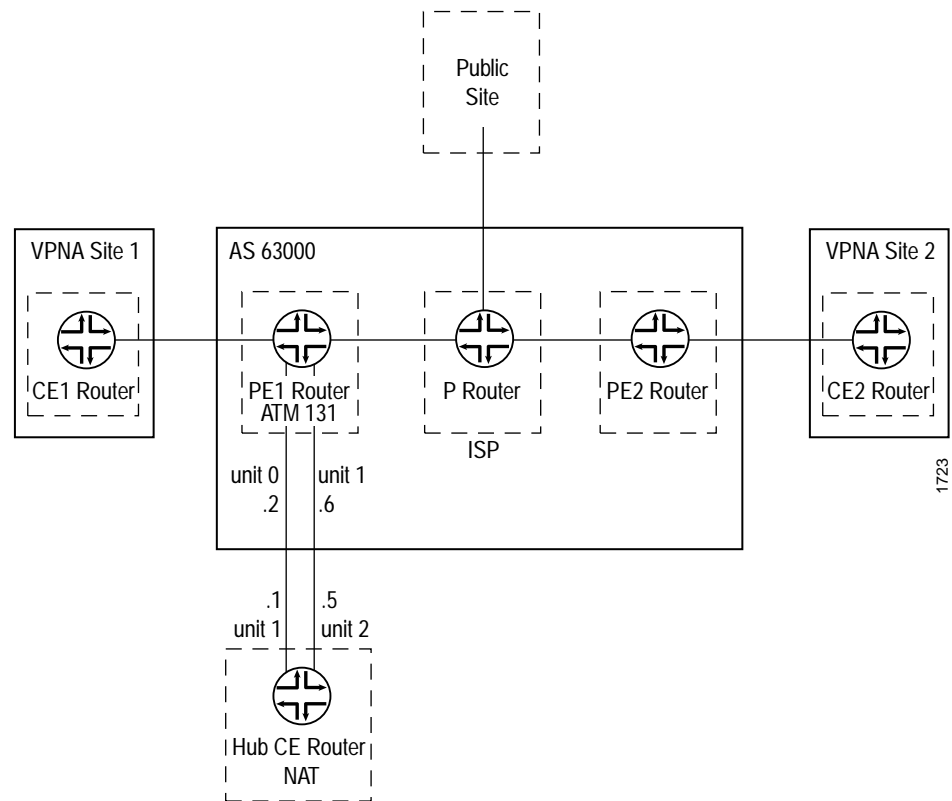 Public
Site
VPNA Site 1
AS 63000
VPNA Site 2
CE1 Router
PE1 Router
ATM 131
P Router
PE2 Router
CE2 Router
ISP
unit 0
.2
unit 1
.6
1723
.1
unit 1
.5
unit 2
Hub CE Router
NAT